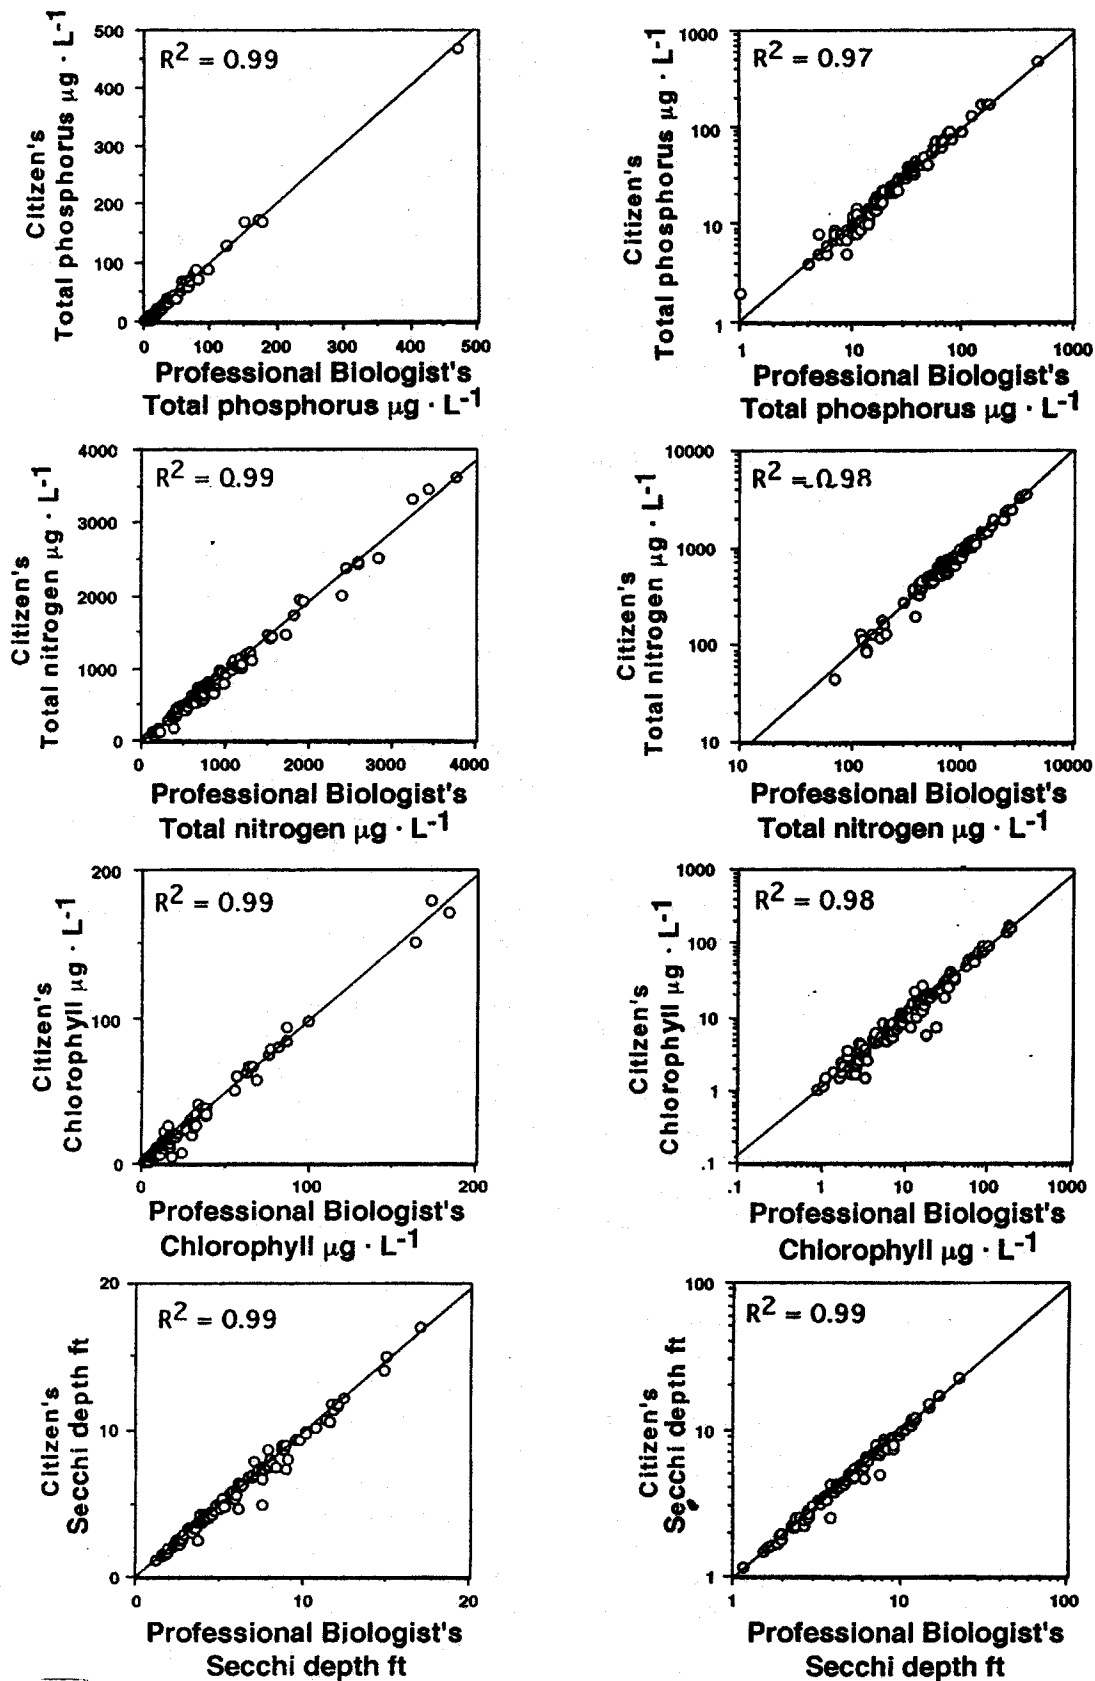 Citizen's
Total phosphorus µg · L-1
500
400
300
200
100
0
R2 = 0.99
0 100 200 300 400 500
Professional Biologist's
Total phosphorus µg · L-1
Citizen's
Total phosphorus µg · L-1
1000
100
10
1
R2 = 0.97
1 10 100 1000
Professional Biologist's
Total phosphorus µg · L-1
Citizen's
Total nitrogen µg · L-1
4000
3000
2000
1000
0
R2 = 0.99
0 1000 2000 3000 4000
Professional Biologist's
Total nitrogen µg · L-1
Citizen's
Total nitrogen µg · L-1
10000
1000
100
10
R2 = 0.98
10 100 1000 10000
Professional Biologist's
Total nitrogen µg · L-1
Citizen's
Chlorophyll µg · L-1
200
100
0
R2 = 0.99
0 100 200
Professional Biologist's
Chlorophyll µg · L-1
Citizen's
Chlorophyll µg · L-1
1000
100
10
1
.1
R2 = 0.98
.1 1 10 100 1000
Professional Biologist's
Chlorophyll µg · L-1
Citizen's
Secchi depth ft
20
10
0
R2 = 0.99
0 10 20
Professional Biologist's
Secchi depth ft
Citizen's
Secchi depth ft
100
10
1
R2 = 0.99
1 10 100
Professional Biologist's
Secchi depth ft